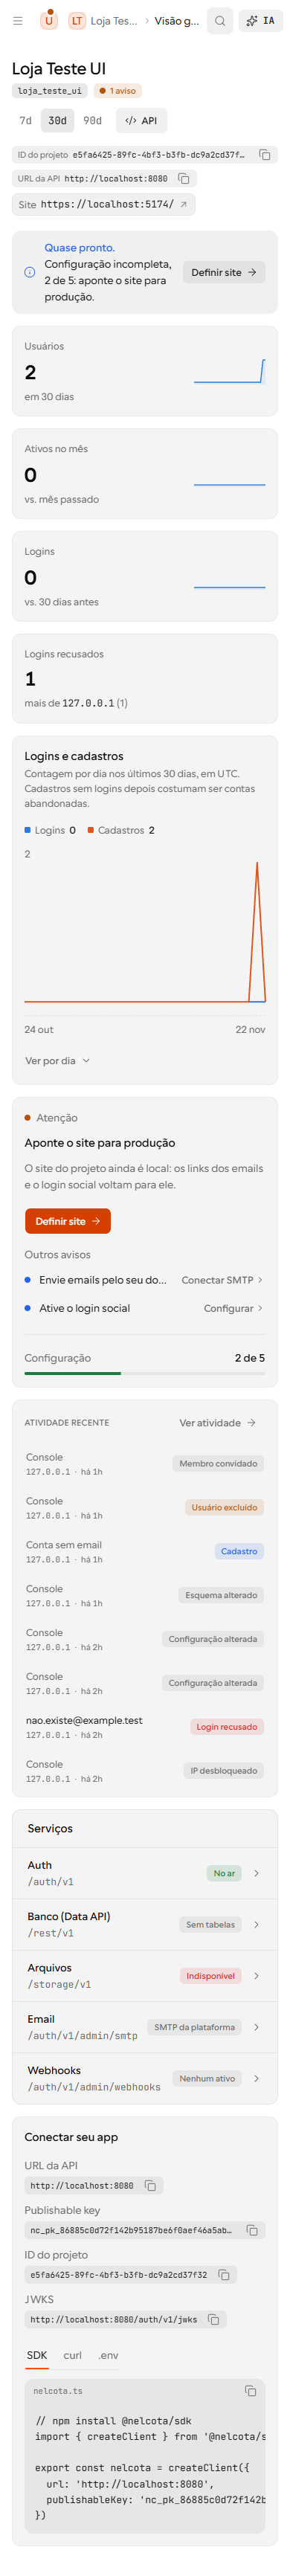 U LT Loja Tes... > Visão g... IA
Loja Teste UI
loja_teste_ui 1 aviso
7d 30d 90d API
ID do projeto e5fa6425-89fc-4bf3-b3fb-dc9a2cd37f...
URL da API http://localhost:8080
Site https://localhost:5174/
Quase pronto.
Configuração incompleta,
2 de 5: aponte o site para
produção.
Definir site
Usuários
2
em 30 dias
Ativos no mês
0
vs. mês passado
Logins
0
vs. 30 dias antes
Logins recusados
1
mais de 127.0.0.1 (1)
Logins e cadastros
Contagem por dia nos últimos 30 dias, em UTC.
Cadastros sem logins depois costumam ser contas
abandonadas.
Logins 0 Cadastros 2
2
24 out 22 nov
Ver por dia
Atenção
Aponte o site para produção
O site do projeto ainda é local: os links dos emails
e o login social voltam para ele.
Definir site
Outros avisos
Envie emails pelo seu do... Conectar SMTP
Ative o login social Configurar
Configuração 2 de 5
ATIVIDADE RECENTE Ver atividade
Console Membro convidado
127.0.0.1 · há 1h
Console Usuário excluído
127.0.0.1 · há 1h
Conta sem email Cadastro
127.0.0.1 · há 1h
Console Esquema alterado
127.0.0.1 · há 1h
Console Configuração alterada
127.0.0.1 · há 2h
Console Configuração alterada
127.0.0.1 · há 2h
nao.existe@example.test Login recusado
127.0.0.1 · há 2h
Console IP desbloqueado
127.0.0.1 · há 2h
Serviços
Auth No ar
/auth/v1
Banco (Data API) Sem tabelas
/rest/v1
Arquivos Indisponível
/storage/v1
Email SMTP da plataforma
/auth/v1/admin/smtp
Webhooks Nenhum ativo
/auth/v1/admin/webhooks
Conectar seu app
URL da API
http://localhost:8080
Publishable key
nc_pk_86885c0d72f142b95187be6f0aef46a5ab...
ID do projeto
e5fa6425-89fc-4bf3-b3fb-dc9a2cd37f32
JWKS
http://localhost:8080/auth/v1/jwks
SDK curl .env
nelcota.ts
// npm install @nelcota/sdk
import { createClient } from '@nelcota/s
export const nelcota = createClient({
url: 'http://localhost:8080',
publishableKey: 'nc_pk_86885c0d72f142b
})